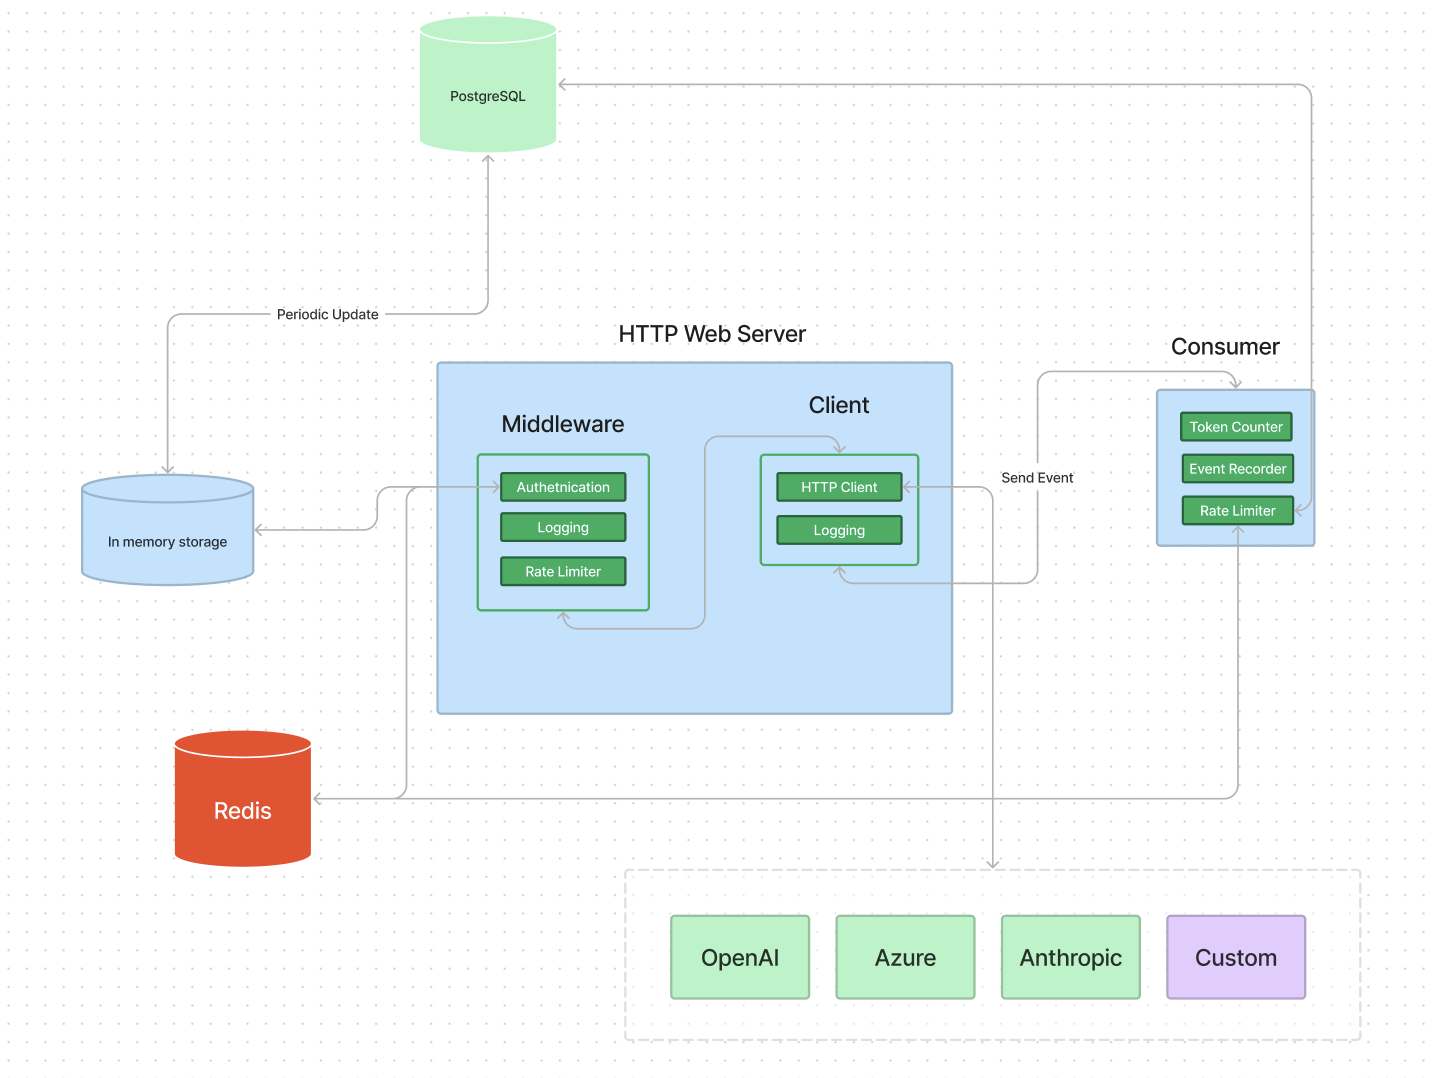 PostgreSQL
Periodic Update
HTTP Web Server
Consumer
Client
Middleware
Token Counter
Event Recorder
Rate Limiter
Send Event
Authetnication
Logging
Rate Limiter
HTTP Client
Logging
In memory storage
Redis
OpenAI
Azure
Anthropic
Custom